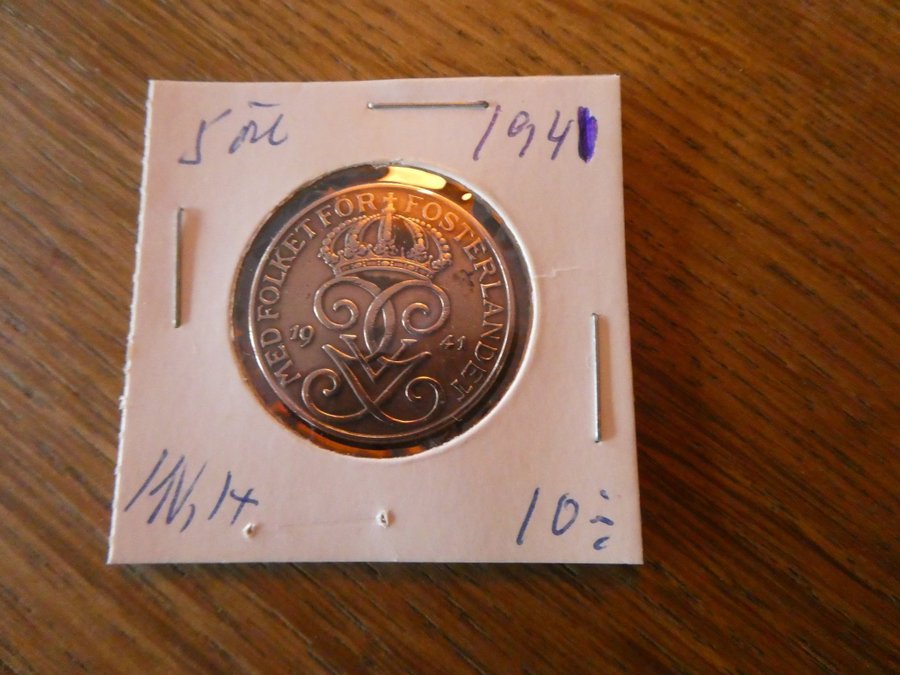 5 öre
1941
MED FOLKET FÖR FOSTERLANDET
19 41
10:-